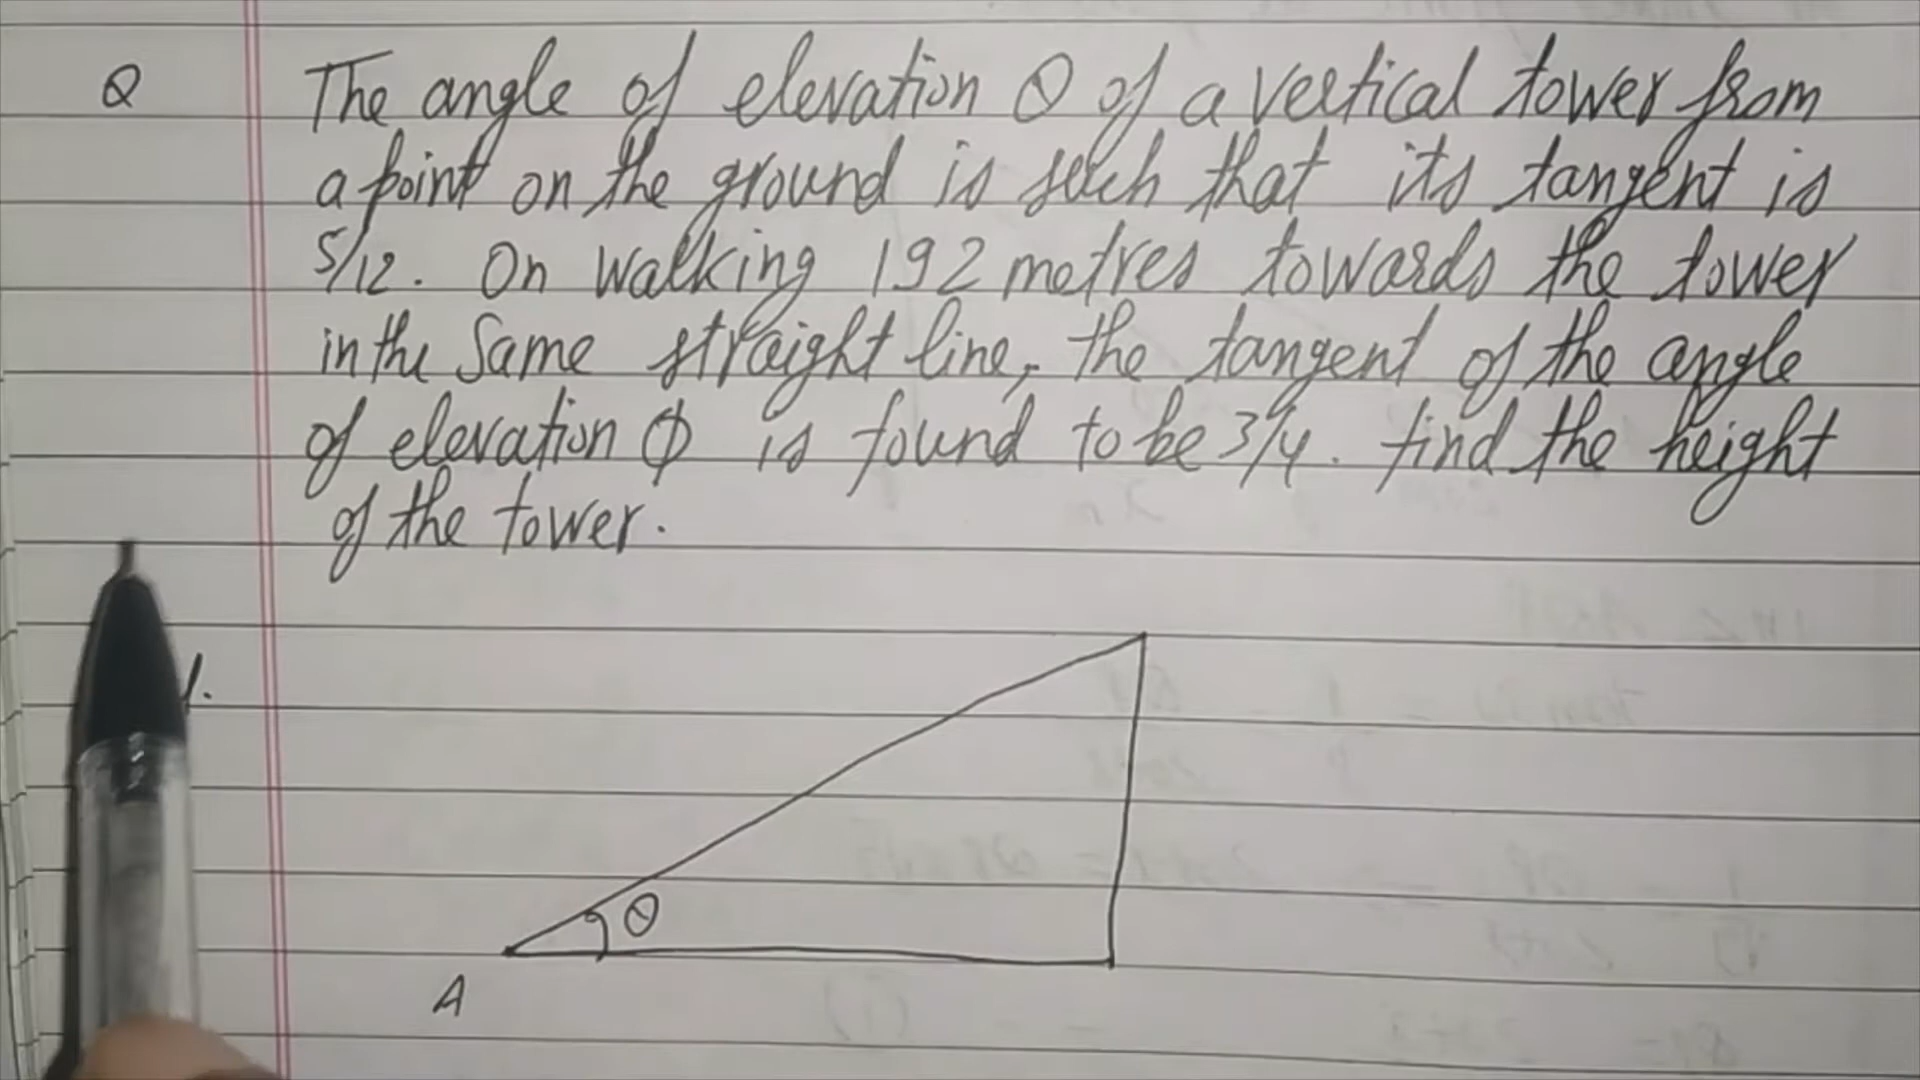 Q The angle of elevation θ of a vertical tower from
a point on the ground is such that its tangent is
5/12. On walking 192 metres towards the tower
in the same straight line, the tangent of the angle
of elevation φ is found to be 3/4. find the height
of the tower.
θ
A